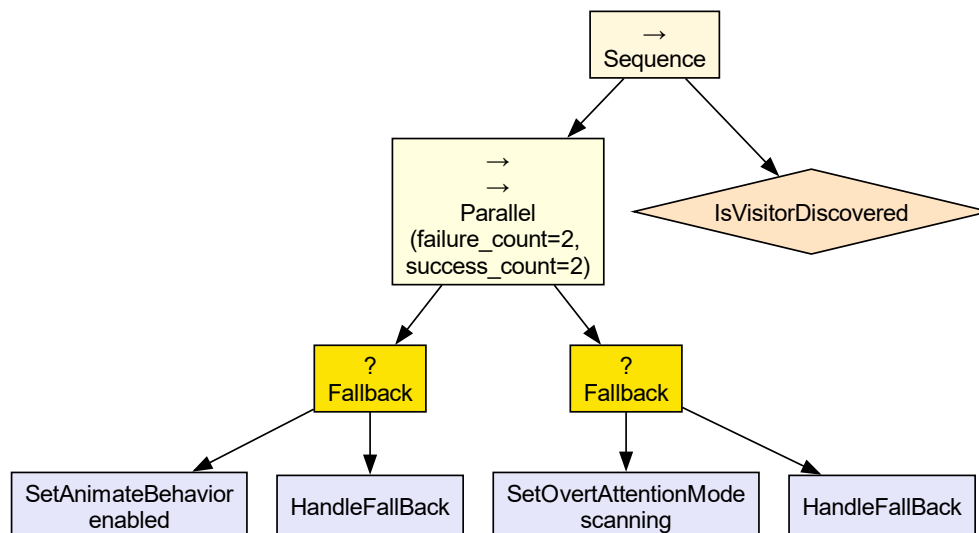 →
Sequence
→
→
Parallel
(failure_count=2,
success_count=2)
IsVisitorDiscovered
?
Fallback
?
Fallback
SetAnimateBehavior
enabled
HandleFallBack
SetOvertAttentionMode
scanning
HandleFallBack